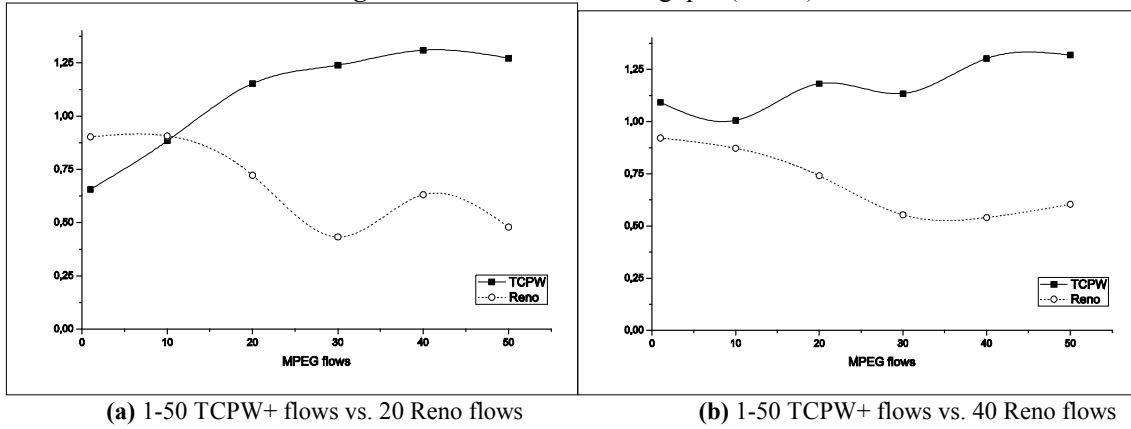 1,25
1,00
0,75
0,50
0,25
0,00
0 10 20 30 40 50
MPEG flows
TCPW
Reno
1,25
1,00
0,75
0,50
0,25
0,00
0 10 20 30 40 50
MPEG flows
TCPW
Reno
(a) 1-50 TCPW+ flows vs. 20 Reno flows
(b) 1-50 TCPW+ flows vs. 40 Reno flows